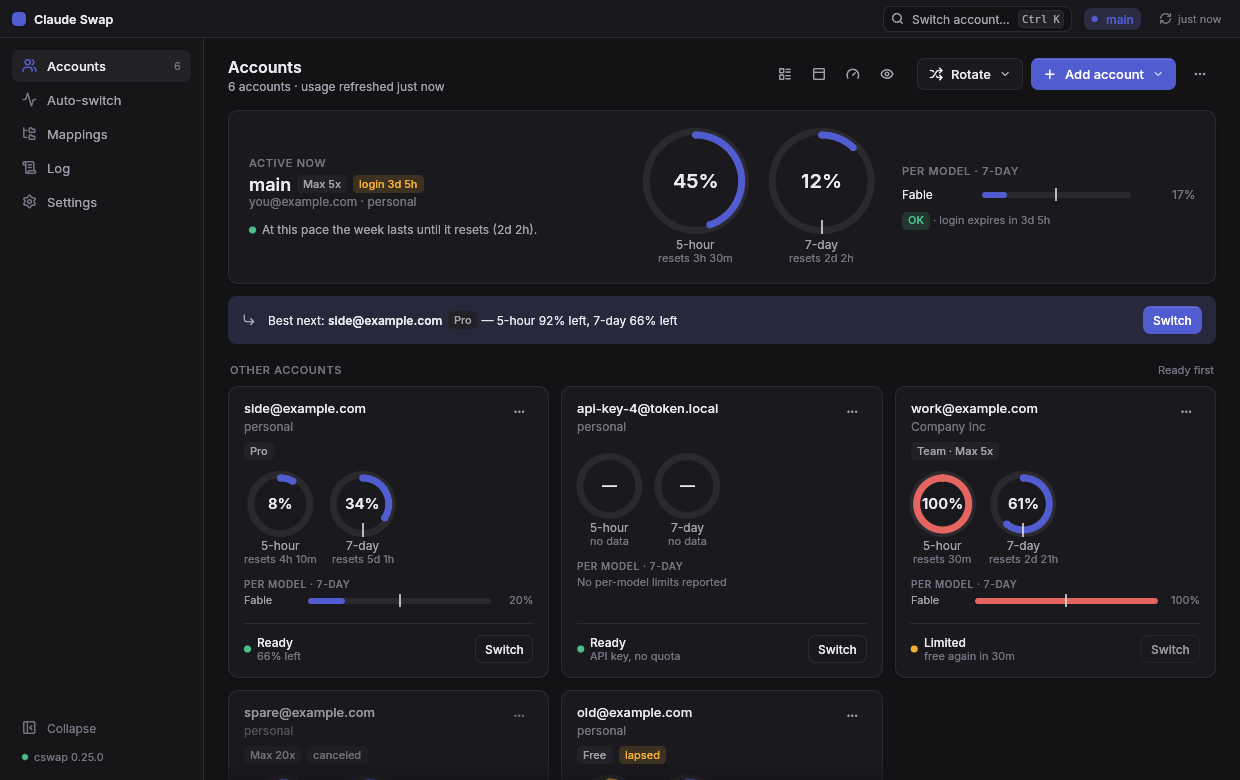 Claude Swap
Switch account... Ctrl K
main
just now
Accounts 6
Auto-switch
Mappings
Log
Settings
Collapse
cswap 0.25.0
Accounts
6 accounts · usage refreshed just now
Rotate
Add account
ACTIVE NOW
main Max 5x login 3d 5h
you@example.com · personal
At this pace the week lasts until it resets (2d 2h).
45%
5-hour
resets 3h 30m
12%
7-day
resets 2d 2h
PER MODEL · 7-DAY
Fable 17%
OK · login expires in 3d 5h
Best next: side@example.com Pro — 5-hour 92% left, 7-day 66% left
Switch
OTHER ACCOUNTS
Ready first
side@example.com
personal
Pro
8%
5-hour
resets 4h 10m
34%
7-day
resets 5d 1h
PER MODEL · 7-DAY
Fable 20%
Ready
66% left
Switch
api-key-4@token.local
personal
—
5-hour
no data
—
7-day
no data
PER MODEL · 7-DAY
No per-model limits reported
Ready
API key, no quota
Switch
work@example.com
Company Inc
Team · Max 5x
100%
5-hour
resets 30m
61%
7-day
resets 2d 21h
PER MODEL · 7-DAY
Fable 100%
Limited
free again in 30m
Switch
spare@example.com
personal
Max 20x canceled
old@example.com
personal
Free lapsed